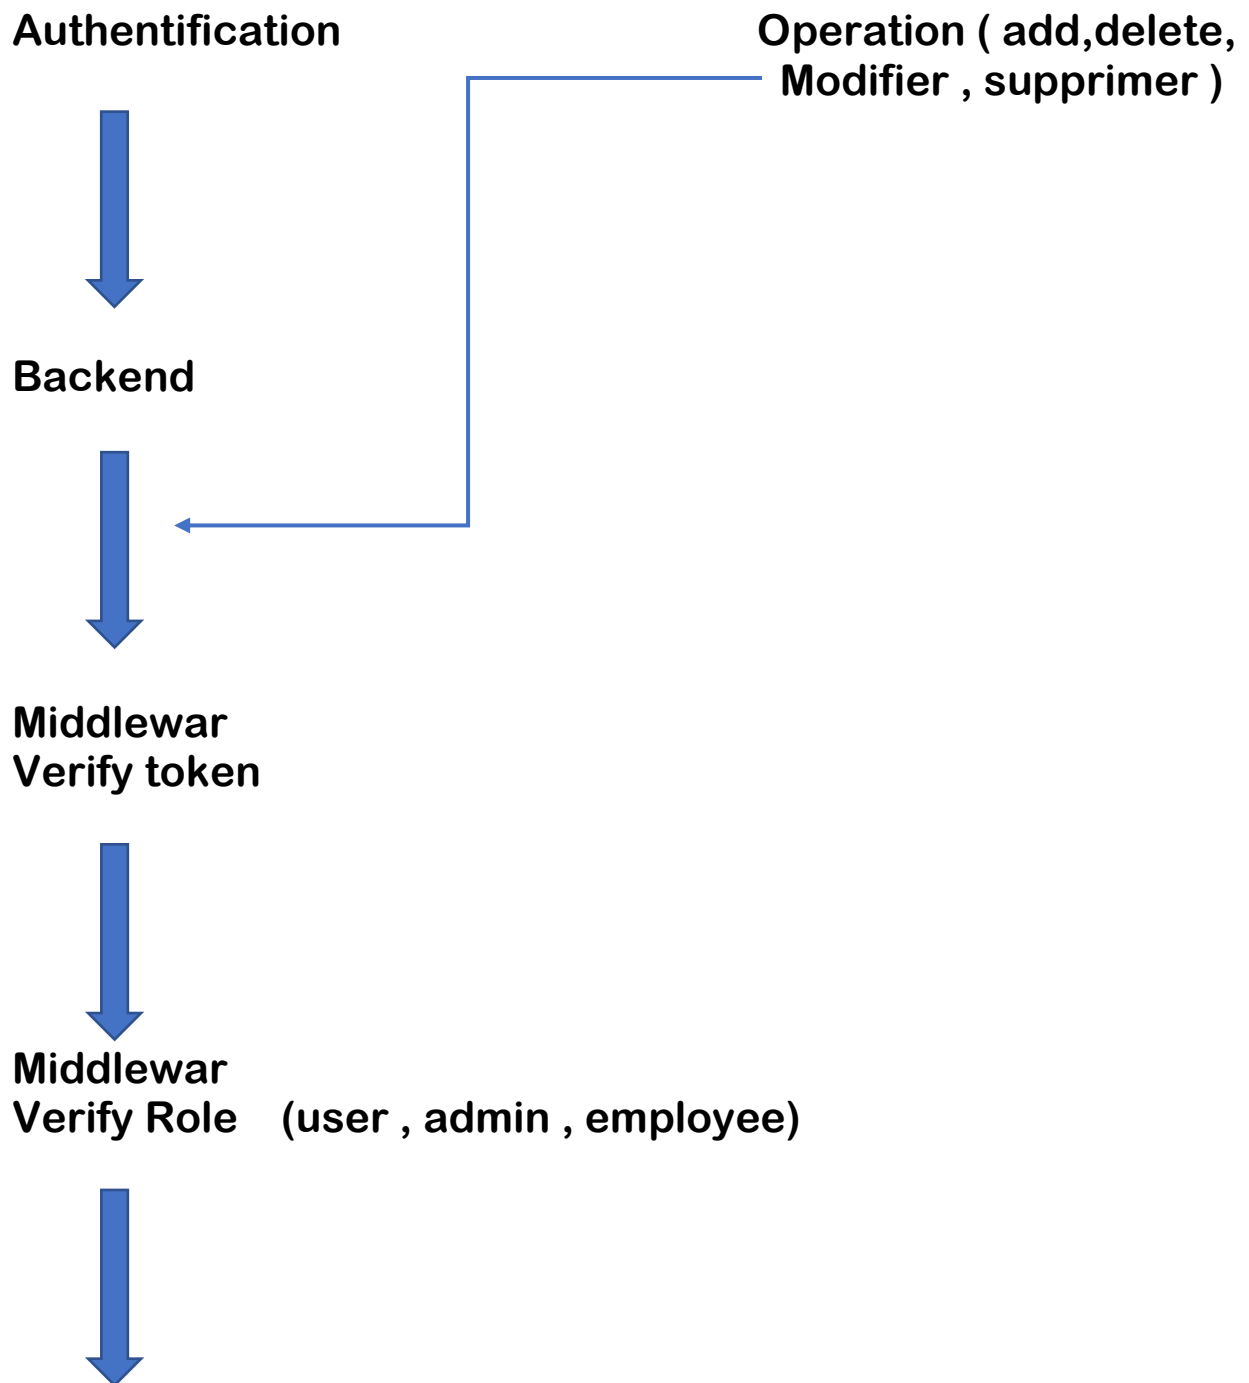 Authentification
Operation ( add,delete,
Modifier , supprimer )
Backend
Middlewar
Verify token
Middlewar
Verify Role (user , admin , employee)